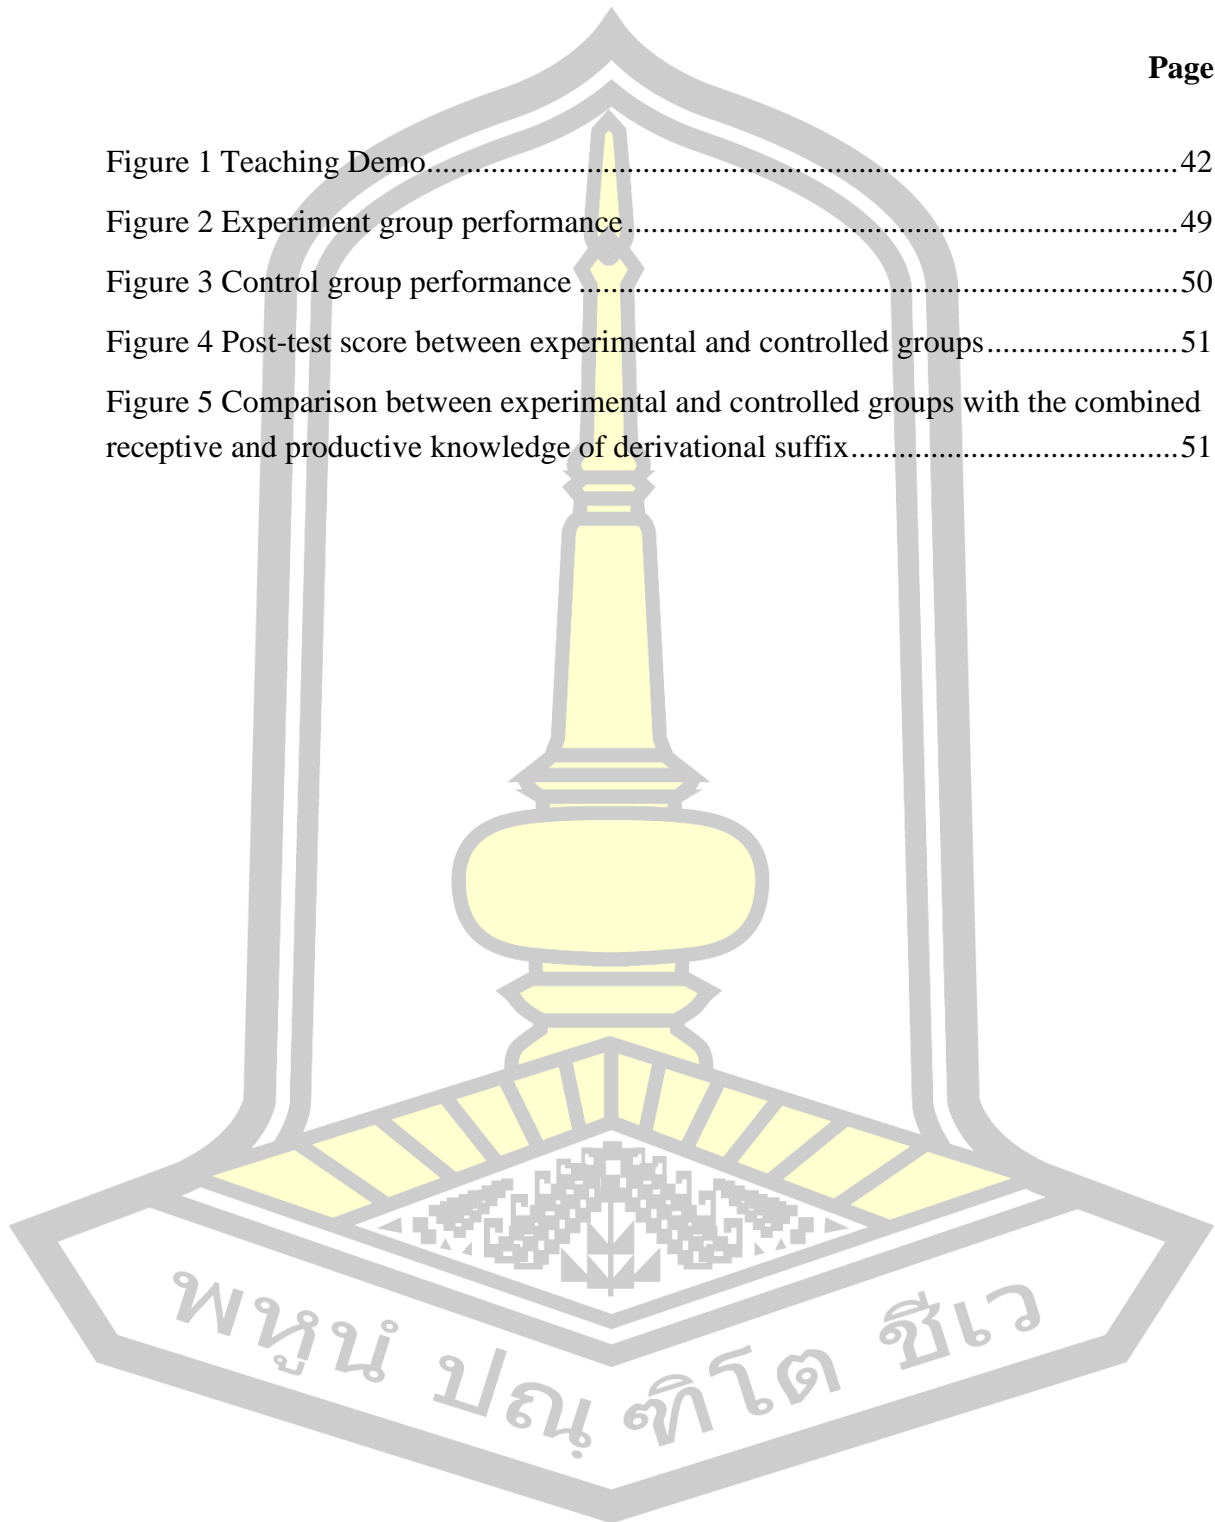 Page
Figure 1 Teaching Demo...............................................................................................42
Figure 2 Experiment group performance......................................................................49
Figure 3 Control group performance............................................................................50
Figure 4 Post-test score between experimental and controlled groups........................51
Figure 5 Comparison between experimental and controlled groups with the combined
receptive and productive knowledge of derivational suffix.........................................51
พหูนํ ปณฺ ฑิโต ชีเว